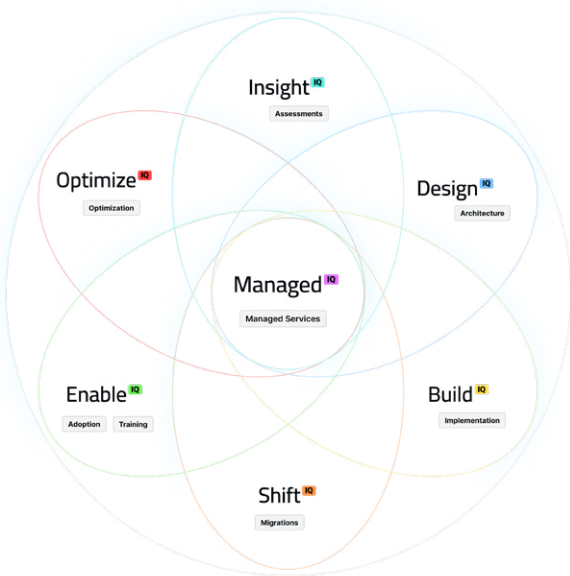 Insight IQ
Assessments
Optimize IQ
Optimization
Design IQ
Architecture
Managed IQ
Managed Services
Enable IQ
Adoption Training
Build IQ
Implementation
Shift IQ
Migrations